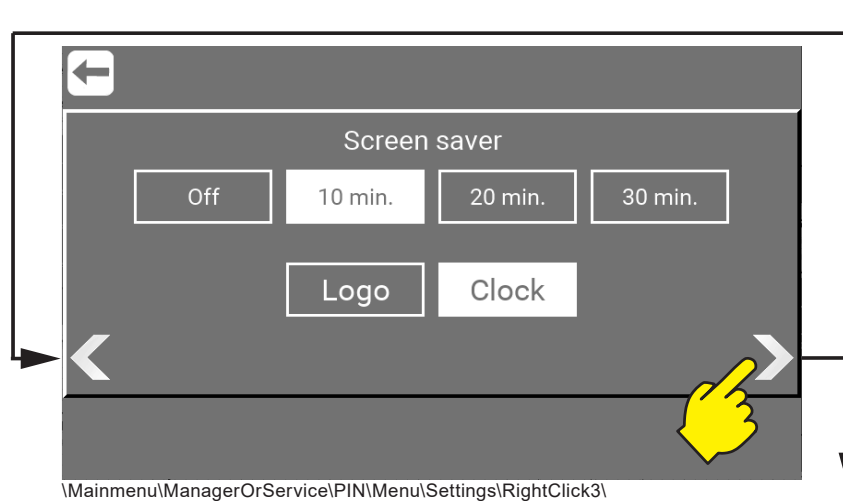 Screen saver
Off 10 min. 20 min. 30 min.
Logo Clock
\Mainmenu\ManagerOrService\PIN\Menu\Settings\RightClick3\